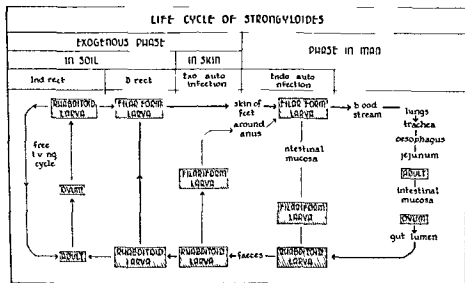 LIFE CYCLE OF STRONGYLOIDES
EXOGENOUS PHASE
PHASE IN MAN
IN SOIL
IN SKIN
Ind rect
D rect
Exo auto
infection
Endo auto
infection
RHABDITOID
LARVA
FILARIFORM
LARVA
skin of
feet
FILARIFORM
LARVA
b ood
stream
lungs
trachea
oesophagus
jejunum
ADULT
intestinal
mucosa
OVUM
gut lumen
around
anus
free
l v ng
cycle
ntestinal
mucosa
FILARIFORM
LARVA
OVUM
FILARIFORM
LARVA
ADULT
RHABDITOID
LARVA
RHABDITOID
LARVA
faeces
RHABDITOID
LARVA